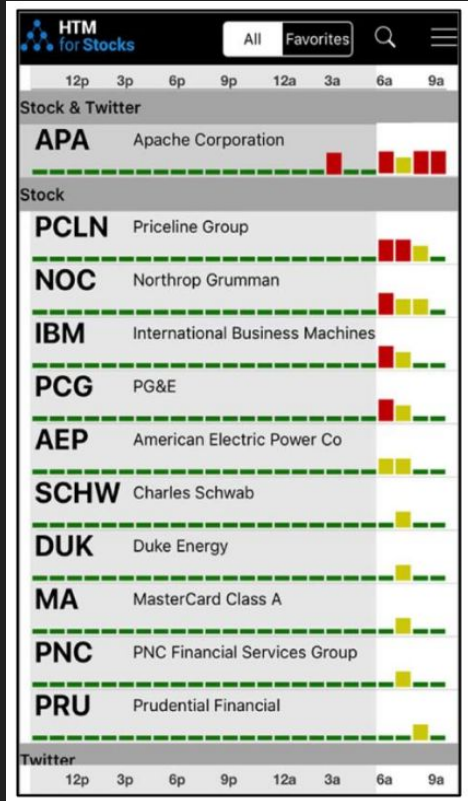 HTM
for Stocks
All Favorites
12p 3p 6p 9p 12a 3a 6a 9a
Stock & Twitter
APA Apache Corporation
Stock
PCLN Priceline Group
NOC Northrop Grumman
IBM International Business Machines
PCG PG&E
AEP American Electric Power Co
SCHW Charles Schwab
DUK Duke Energy
MA MasterCard Class A
PNC PNC Financial Services Group
PRU Prudential Financial
Twitter
12p 3p 6p 9p 12a 3a 6a 9a